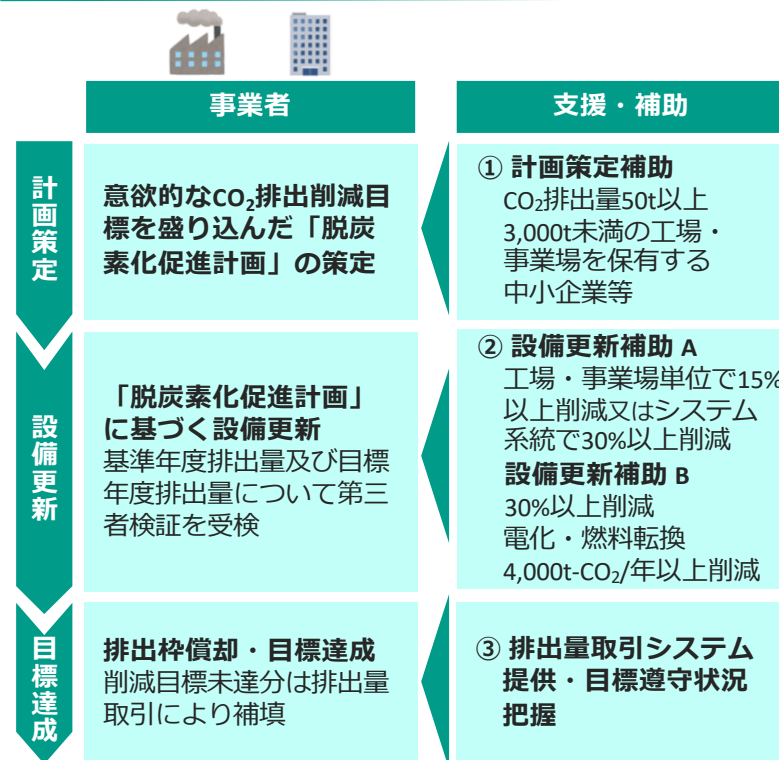 事業者
支援・補助
計画策定
意欲的なCO₂排出削減目
標を盛り込んだ「脱炭
素化促進計画」の策定
① 計画策定補助
CO₂排出量50t以上
3,000t未満の工場・
事業場を保有する
中小企業等
設備更新
「脱炭素化促進計画」
に基づく設備更新
基準年度排出量及び目標
年度排出量について第三
者検証を受検
② 設備更新補助 A
工場・事業場単位で15%
以上削減又はシステム
系統で30%以上削減
設備更新補助 B
30%以上削減
電化・燃料転換
4,000t-CO₂/年以上削減
目標達成
排出枠償却・目標達成
削減目標未達分は排出量
取引により補填
③ 排出量取引システム
提供・目標遵守状況
把握